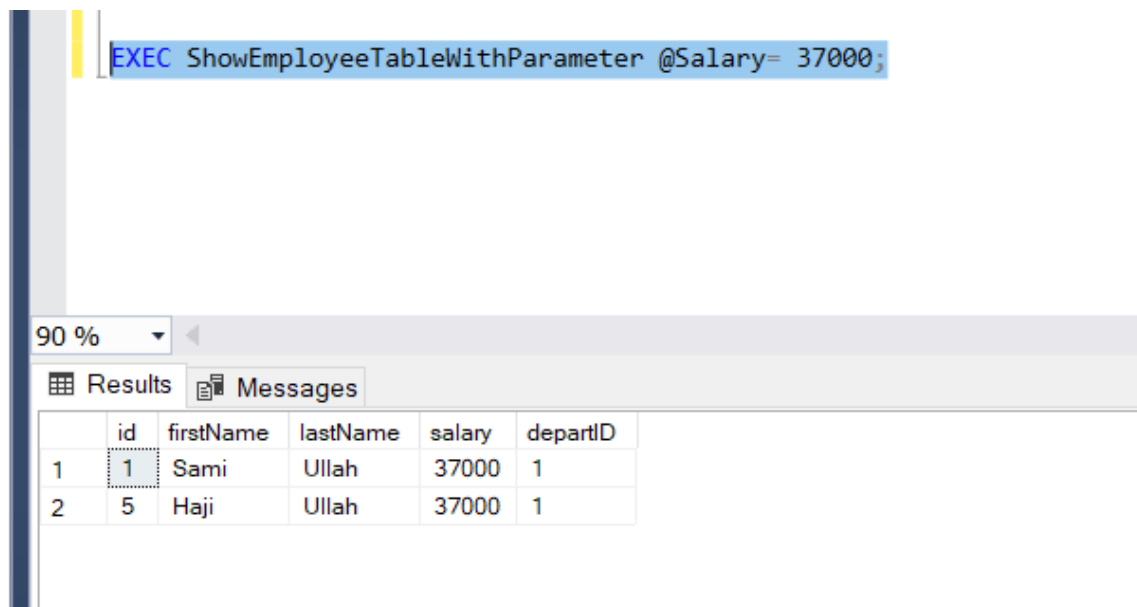 EXEC ShowEmployeeTableWithParameter @Salary= 37000;
90 %
Results Messages
id firstName lastName salary departID
1 1 Sami Ullah 37000 1
2 5 Haji Ullah 37000 1